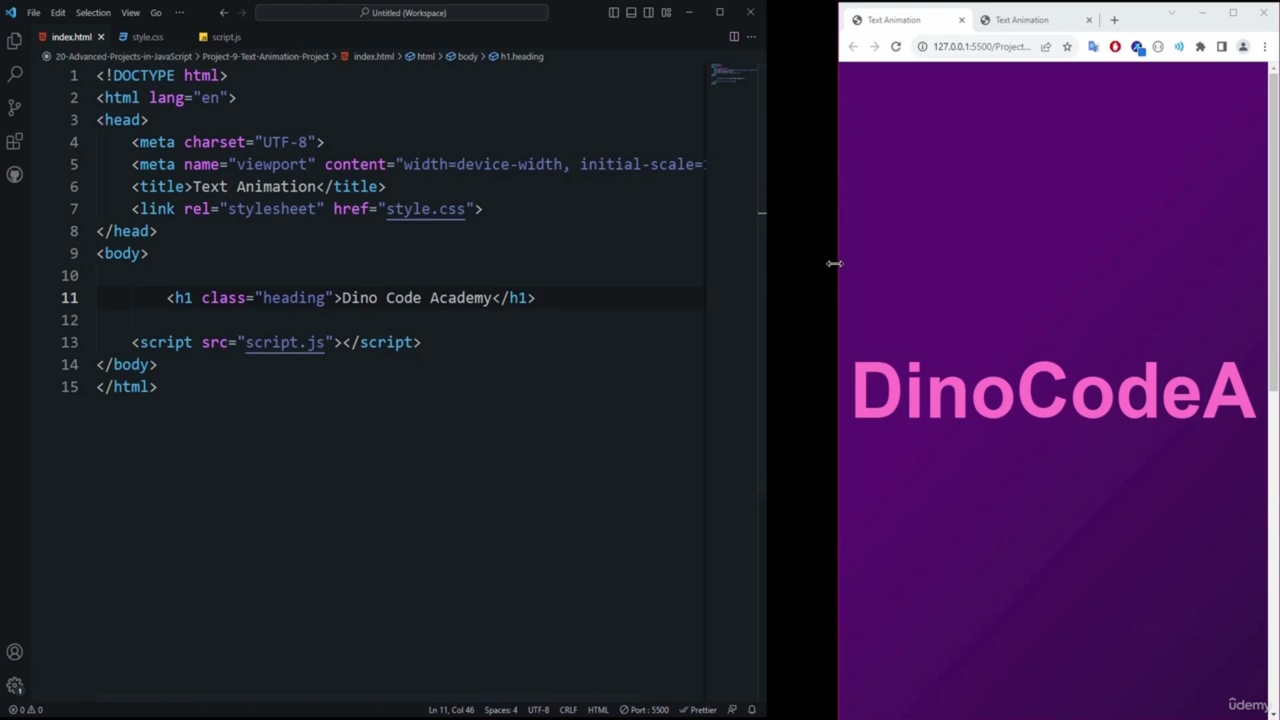 File Edit Selection View Go Untitled (Workspace)
index.html style.css script.js
20-Advanced-Projects-in-JavaScript Project-9-Text-Animation-Project index.html html body h1.heading
1 <!DOCTYPE html>
2 <html lang="en">
3 <head>
4 <meta charset="UTF-8">
5 <meta name="viewport" content="width=device-width, initial-scale=1
6 <title>Text Animation</title>
7 <link rel="stylesheet" href="style.css">
8 </head>
9 <body>
10
11 <h1 class="heading">Dino Code Academy</h1>
12
13 <script src="script.js"></script>
14 </body>
15 </html>
0 0 Ln 11, Col 46 Spaces: 4 UTF-8 CRLF HTML Port : 5500 Prettier
Text Animation Text Animation
127.0.0.1:5500/Project...
DinoCodeA
udemy